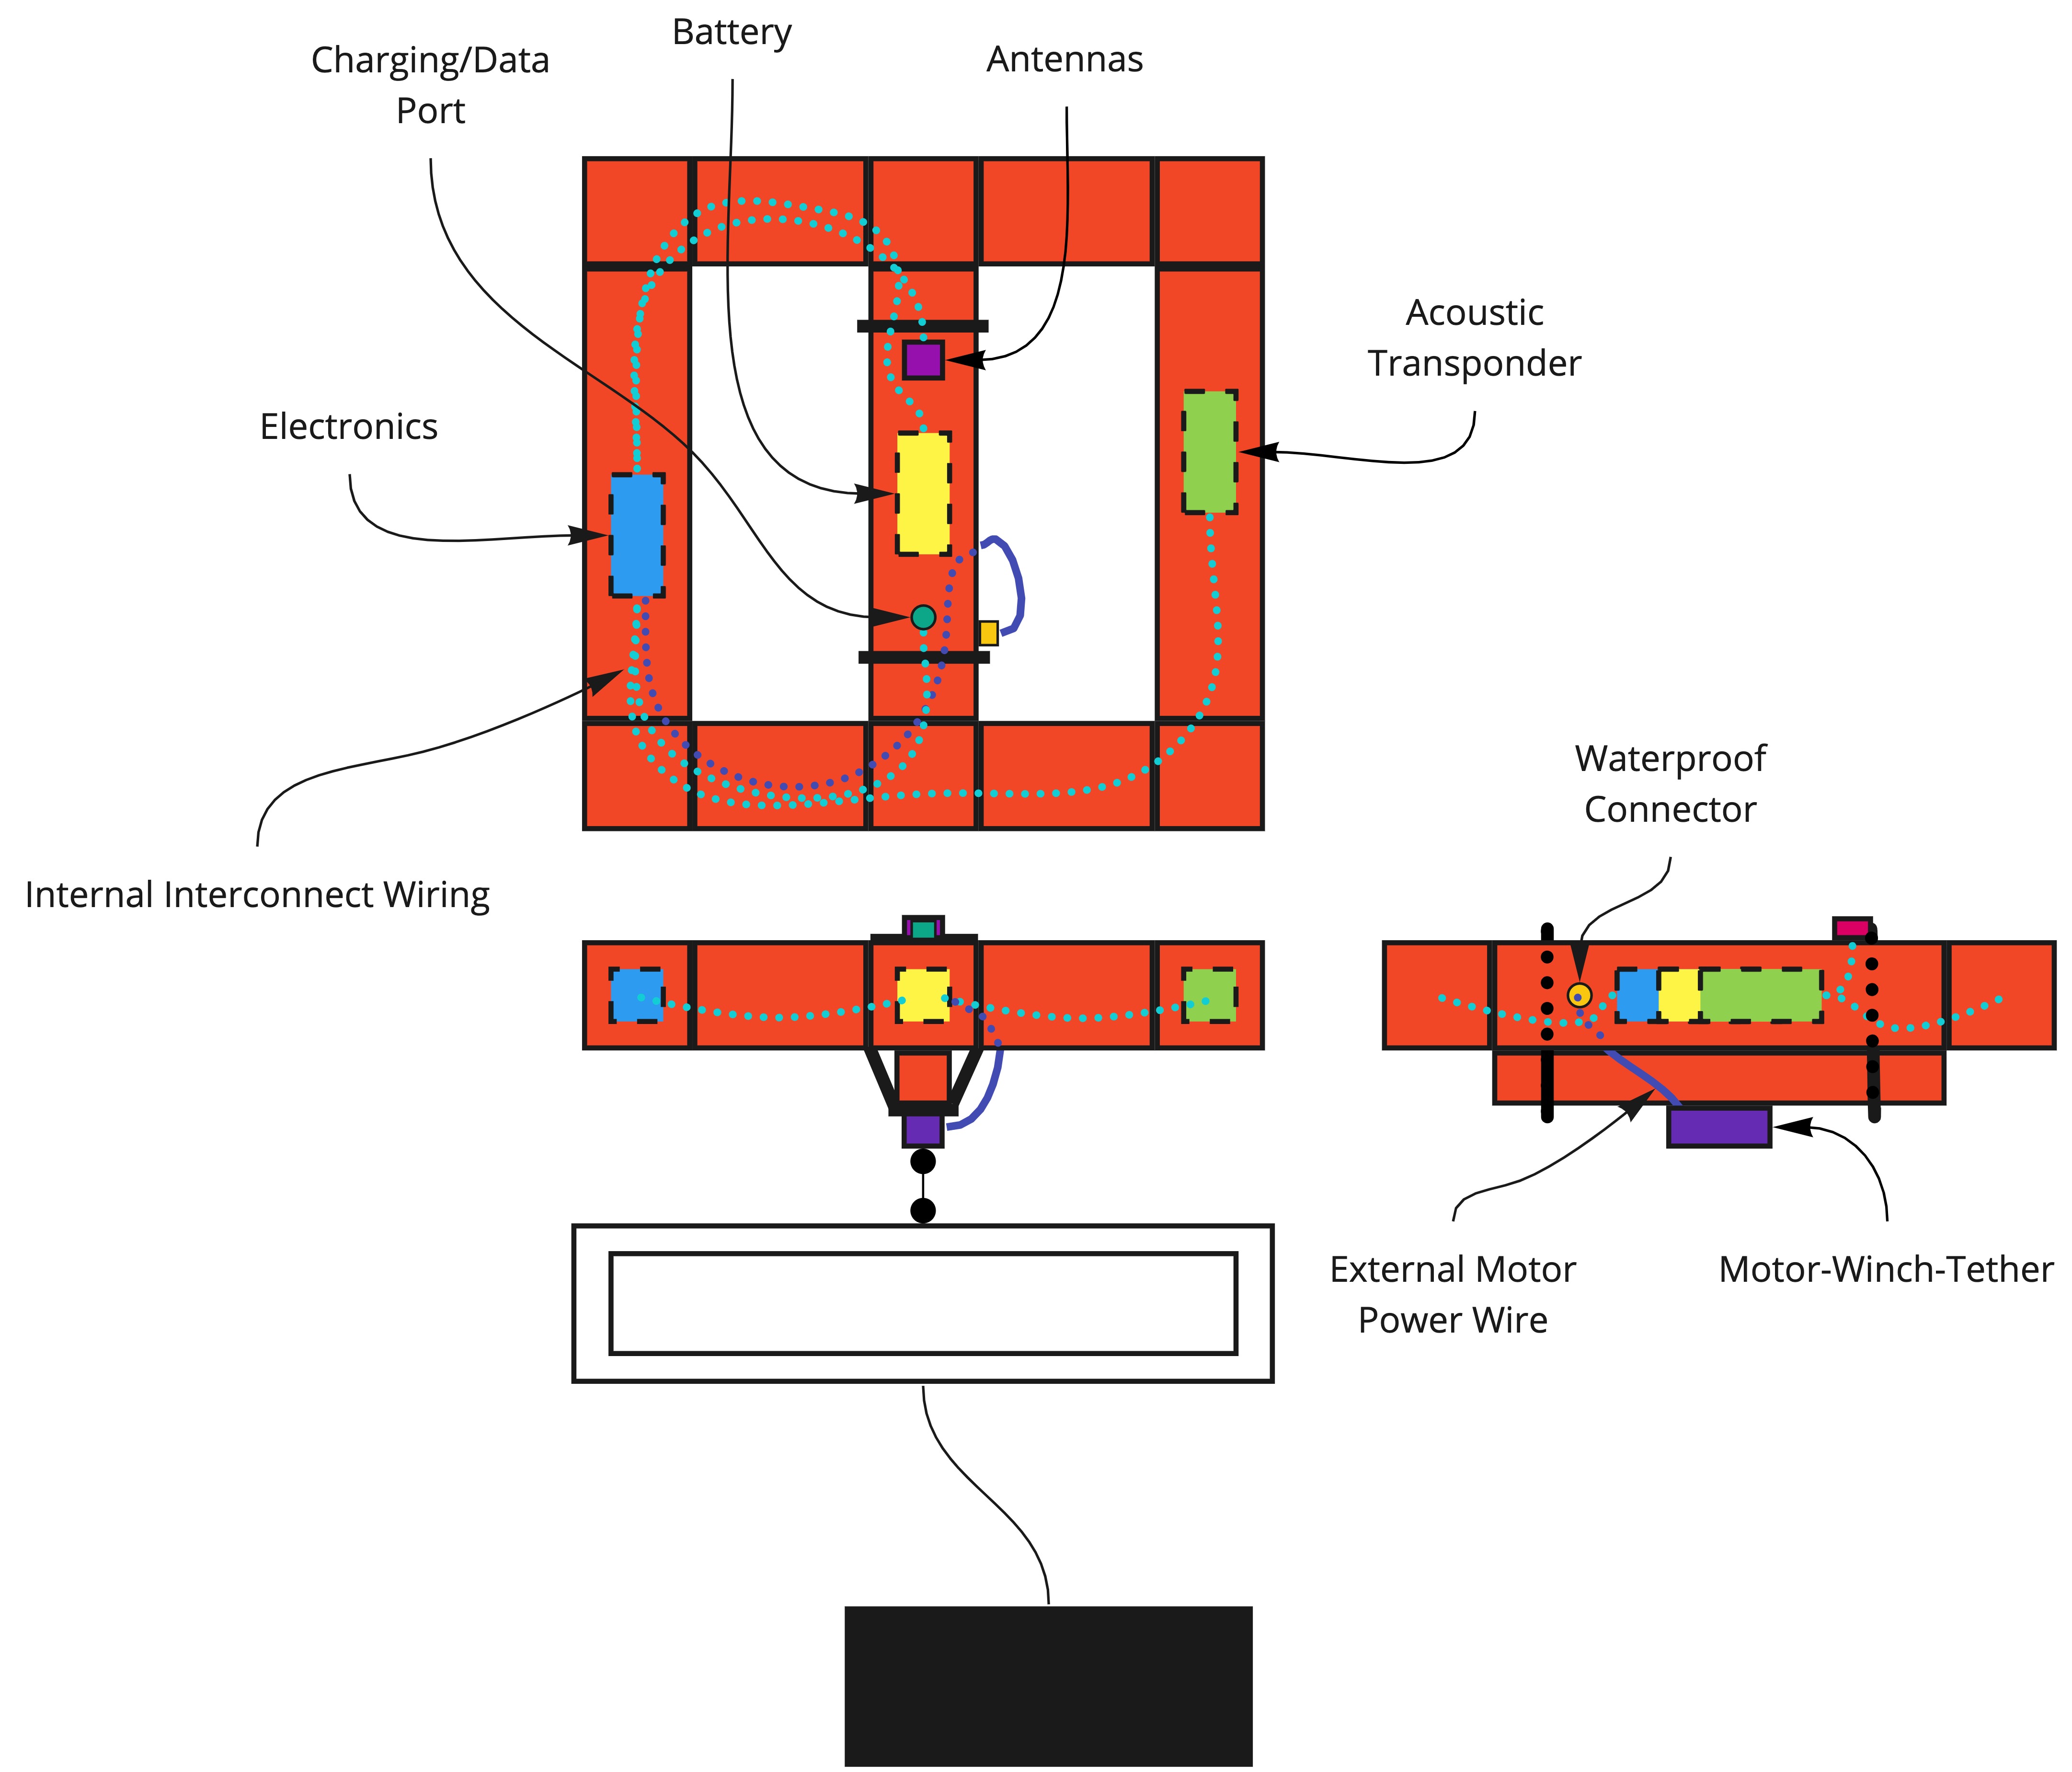 Battery
Charging/Data
Port
Antennas
Acoustic
Transponder
Electronics
Internal Interconnect Wiring
Waterproof
Connector
External Motor
Power Wire
Motor-Winch-Tether